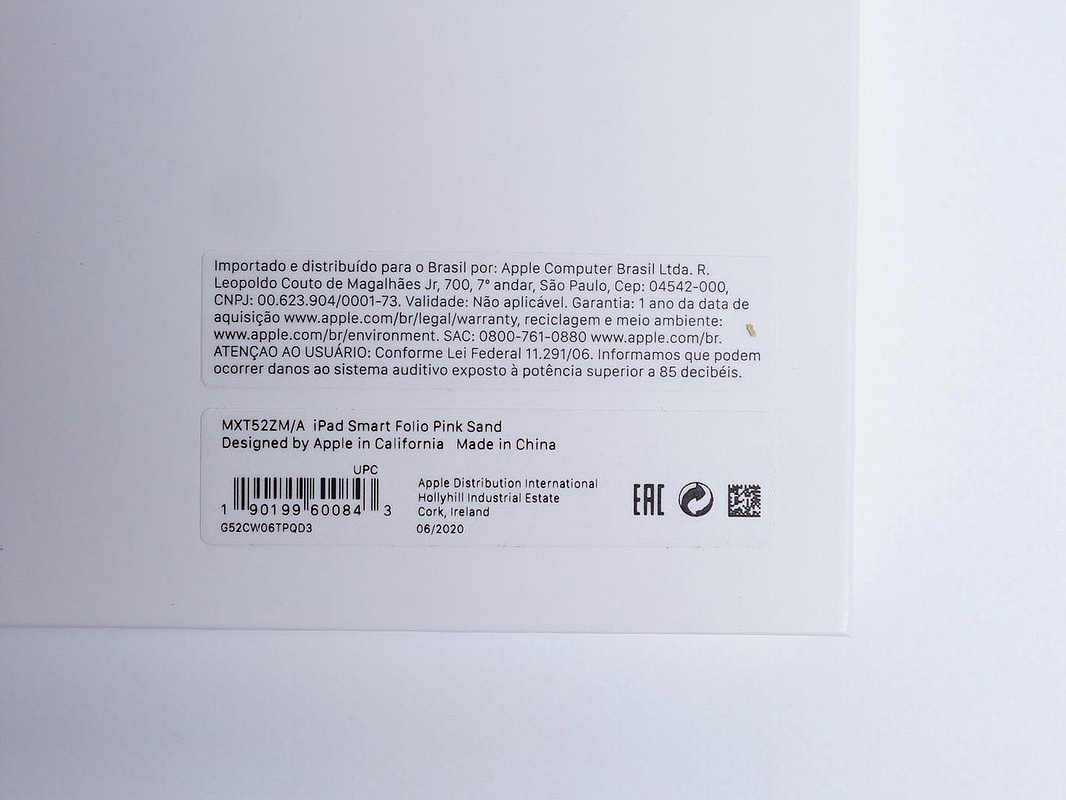 Importado e distribuído para o Brasil por: Apple Computer Brasil Ltda. R.
Leopoldo Couto de Magalhães Jr, 700, 7° andar, São Paulo, Cep: 04542-000,
CNPJ: 00.623.904/0001-73. Validade: Não aplicável. Garantia: 1 ano da data de
aquisição www.apple.com/br/legal/warranty, reciclagem e meio ambiente:
www.apple.com/br/environment. SAC: 0800-761-0880 www.apple.com/br.
ATENÇAO AO USUÁRIO: Conforme Lei Federal 11.291/06. Informamos que podem
ocorrer danos ao sistema auditivo exposto à potência superior a 85 decibéis.
MXT52ZM/A iPad Smart Folio Pink Sand
Designed by Apple in California Made in China
UPC
1 90199 60084 3
G52CW06TPQD3
Apple Distribution International
Hollyhill Industrial Estate
Cork, Ireland
06/2020
EAC